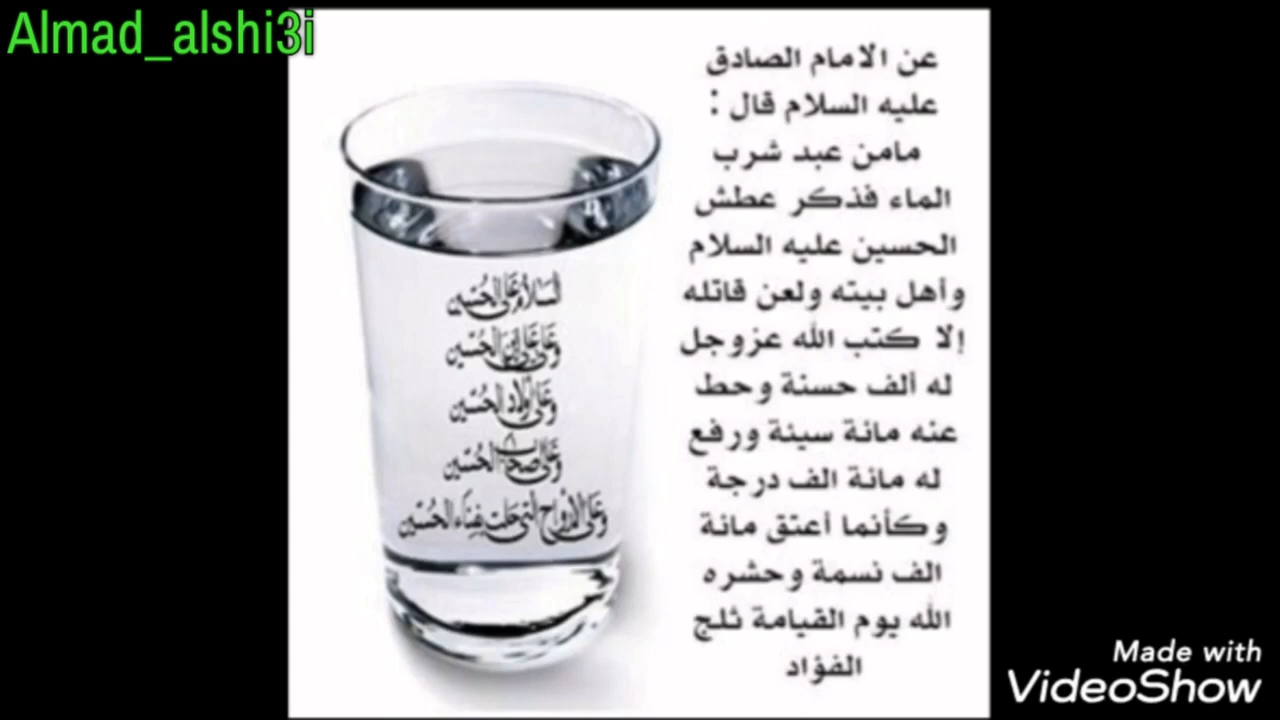 Almad_alshi3i
عن الامام الصادق
عليه السلام قال :
مامن عبد شرب
الماء فذكر عطش
الحسين عليه السلام
وأهل بيته ولعن قاتله
إلا كتب الله عزوجل
له ألف حسنة وحط
عنه مائة سيئة ورفع
له مائة الف درجة
وكأنما أعتق مائة
الف نسمة وحشره
الله يوم القيامة ثلج
الفؤاد
السلام على الحسين
وعلى علي ابن الحسين
وعلى أولاد الحسين
وعلى أصحاب الحسين
وعلى الأرواح التي حلت بفناء الحسين
Made with
VideoShow